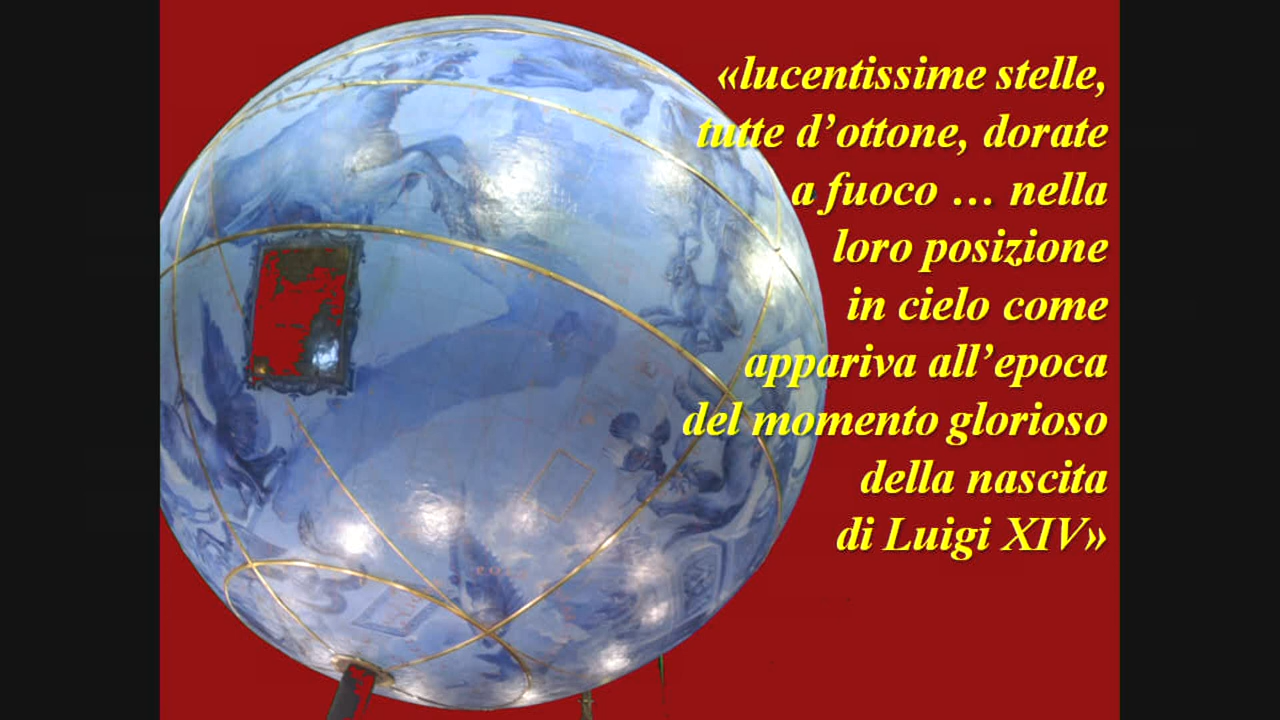 «lucentissime stelle,
tutte d’ottone, dorate
a fuoco … nella
loro posizione
in cielo come
appariva all’epoca
del momento glorioso
della nascita
di Luigi XIV»